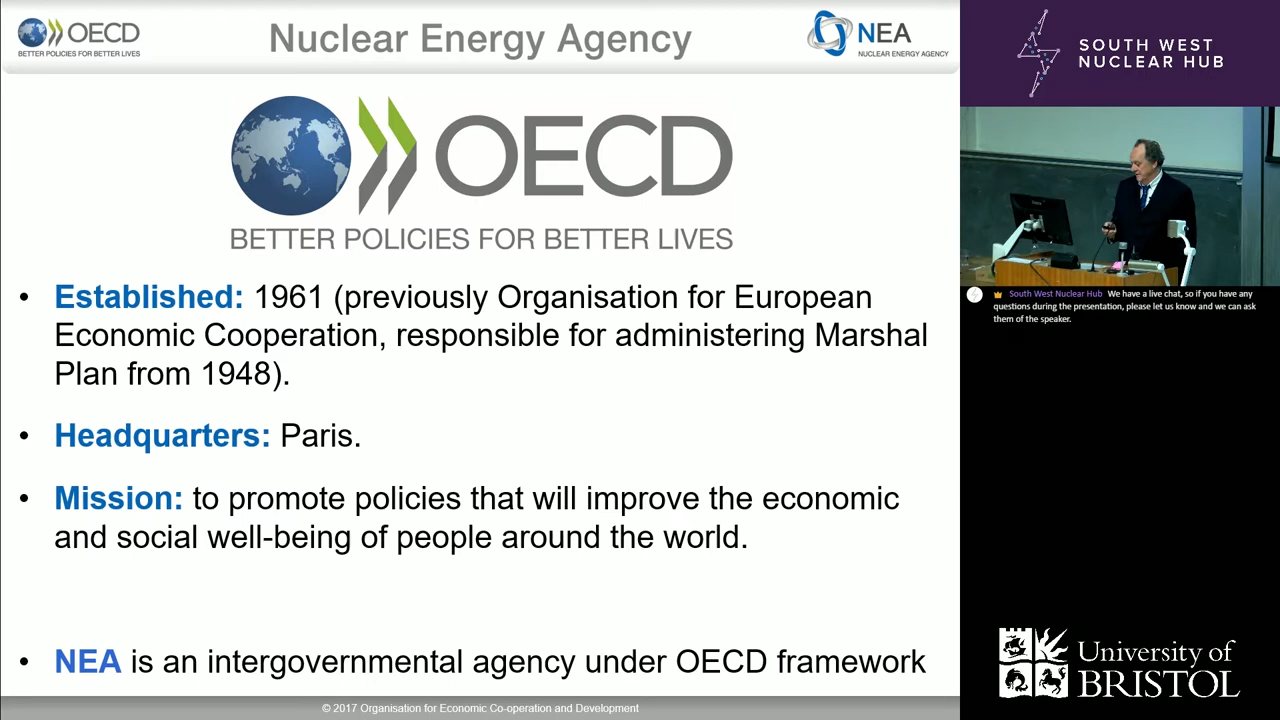 OECD
BETTER POLICIES FOR BETTER LIVES
Nuclear Energy Agency
NEA
NUCLEAR ENERGY AGENCY
OECD
BETTER POLICIES FOR BETTER LIVES
• Established: 1961 (previously Organisation for European
Economic Cooperation, responsible for administering Marshal
Plan from 1948).
• Headquarters: Paris.
• Mission: to promote policies that will improve the economic
and social well-being of people around the world.
• NEA is an intergovernmental agency under OECD framework
© 2017 Organisation for Economic Co-operation and Development
SOUTH WEST
NUCLEAR HUB
South West Nuclear Hub We have a live chat, so if you have any
questions during the presentation, please let us know and we can ask
them of the speaker.
University of
BRISTOL